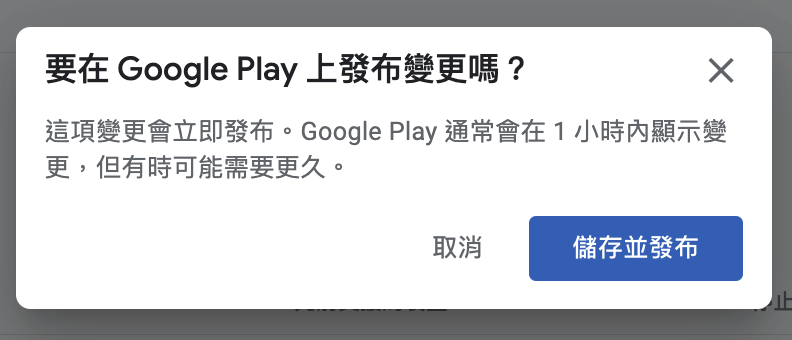 要在 Google Play 上發布變更嗎？
這項變更會立即發布。Google Play 通常會在 1 小時內顯示變
更，但有時可能需要更久。
取消
儲存並發布